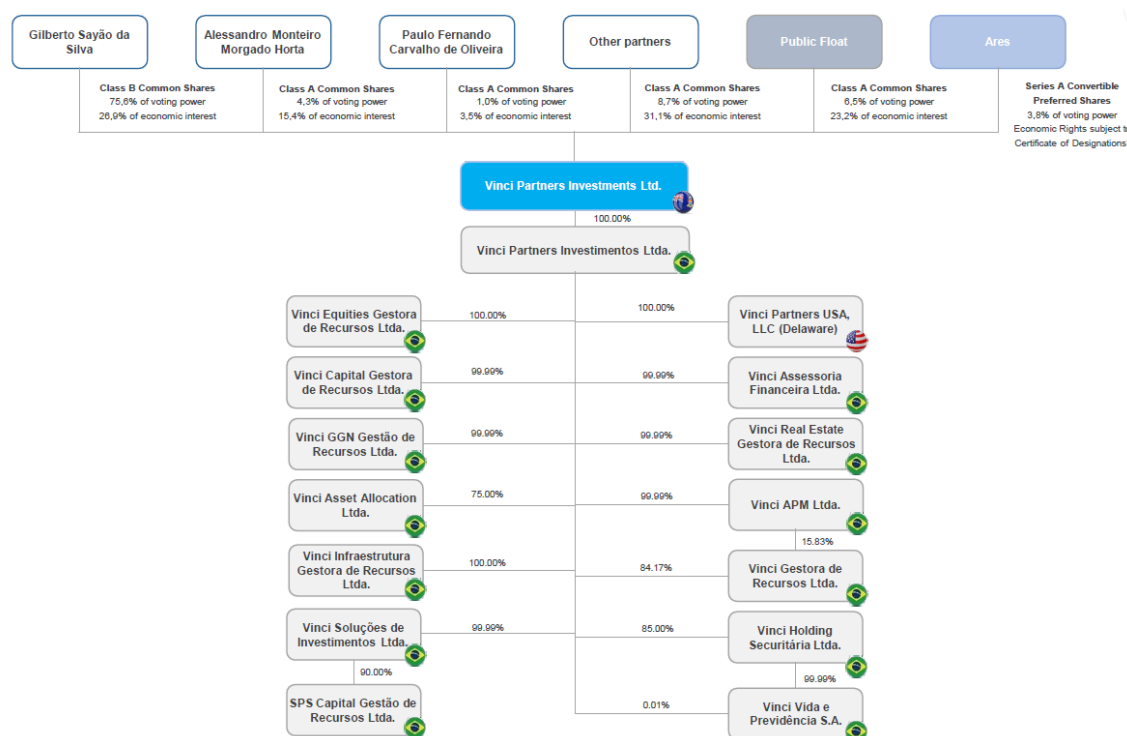 Gilberto Sayão da
Silva
Alessandro Monteiro
Morgado Horta
Paulo Fernando
Carvalho de Oliveira
Other partners
Public Float
Ares
Class B Common Shares
75,6% of voting power
26,9% of economic interest
Class A Common Shares
4,3% of voting power
15,4% of economic interest
Class A Common Shares
1,0% of voting power
3,5% of economic interest
Class A Common Shares
8,7% of voting power
31,1% of economic interest
Class A Common Shares
6,5% of voting power
23,2% of economic interest
Series A Convertible
Preferred Shares
3,8% of voting power
Economic Rights subject t
Certificate of Designations
Vinci Partners Investments Ltd.
100.00%
Vinci Partners Investimentos Ltda.
Vinci Equities Gestora
de Recursos Ltda.
100.00%
100.00%
Vinci Partners USA,
LLC (Delaware)
Vinci Capital Gestora
de Recursos Ltda.
99.99%
99.99%
Vinci Assessoria
Financeira Ltda.
Vinci GGN Gestão de
Recursos Ltda.
99.99%
99.99%
Vinci Real Estate
Gestora de Recursos
Ltda.
Vinci Asset Allocation
Ltda.
75.00%
99.99%
Vinci APM Ltda.
15.83%
Vinci Infraestrutura
Gestora de Recursos
Ltda.
100.00%
84.17%
Vinci Gestora de
Recursos Ltda.
Vinci Soluções de
Investimentos Ltda.
99.99%
85.00%
Vinci Holding
Securitária Ltda.
90.00%
99.99%
SPS Capital Gestão de
Recursos Ltda.
0.01%
Vinci Vida e
Previdência S.A.